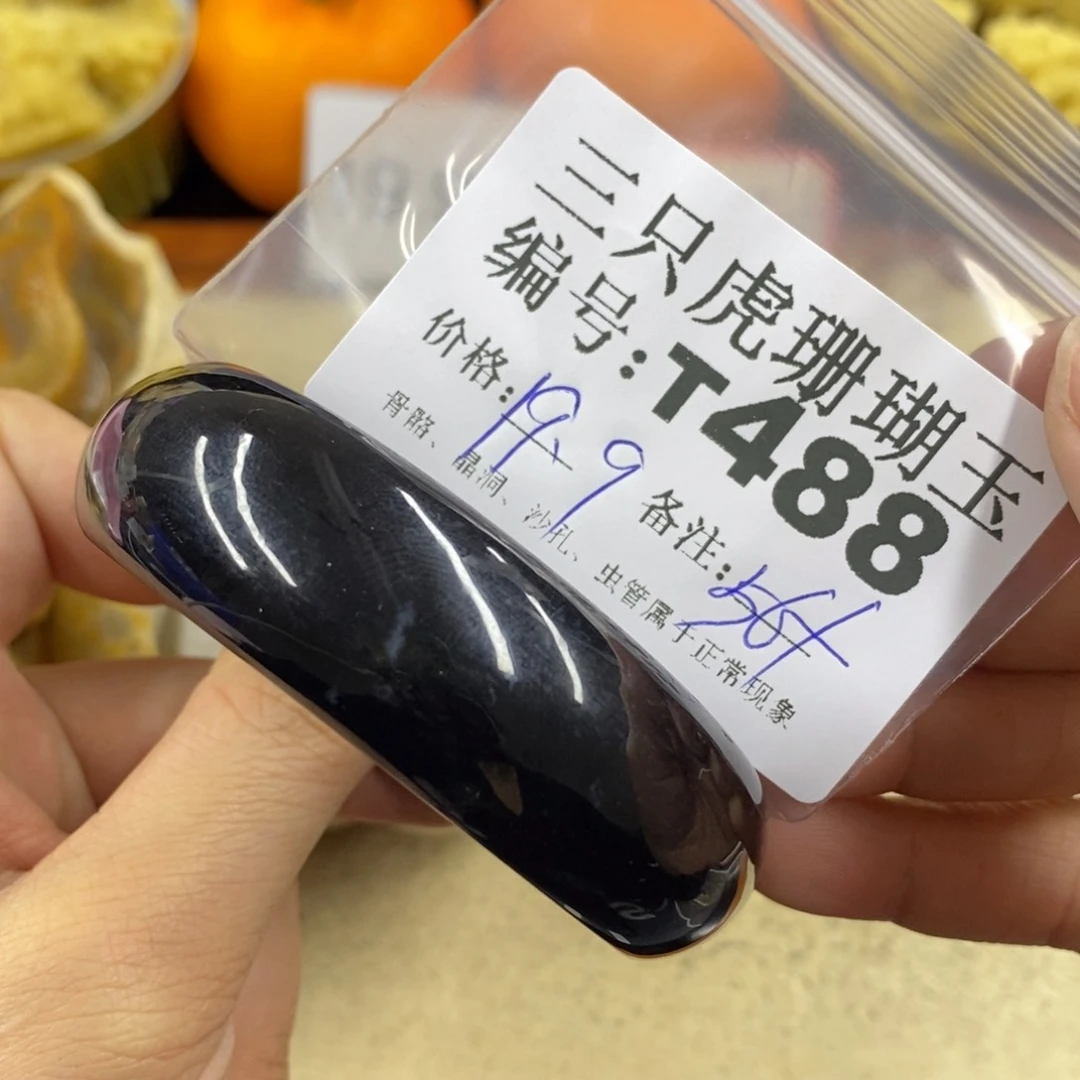 三只虎珊瑚玉
编号:T488
价格:19.9 备注:56+
骨骼、晶洞、沙孔、虫管属于正常现象